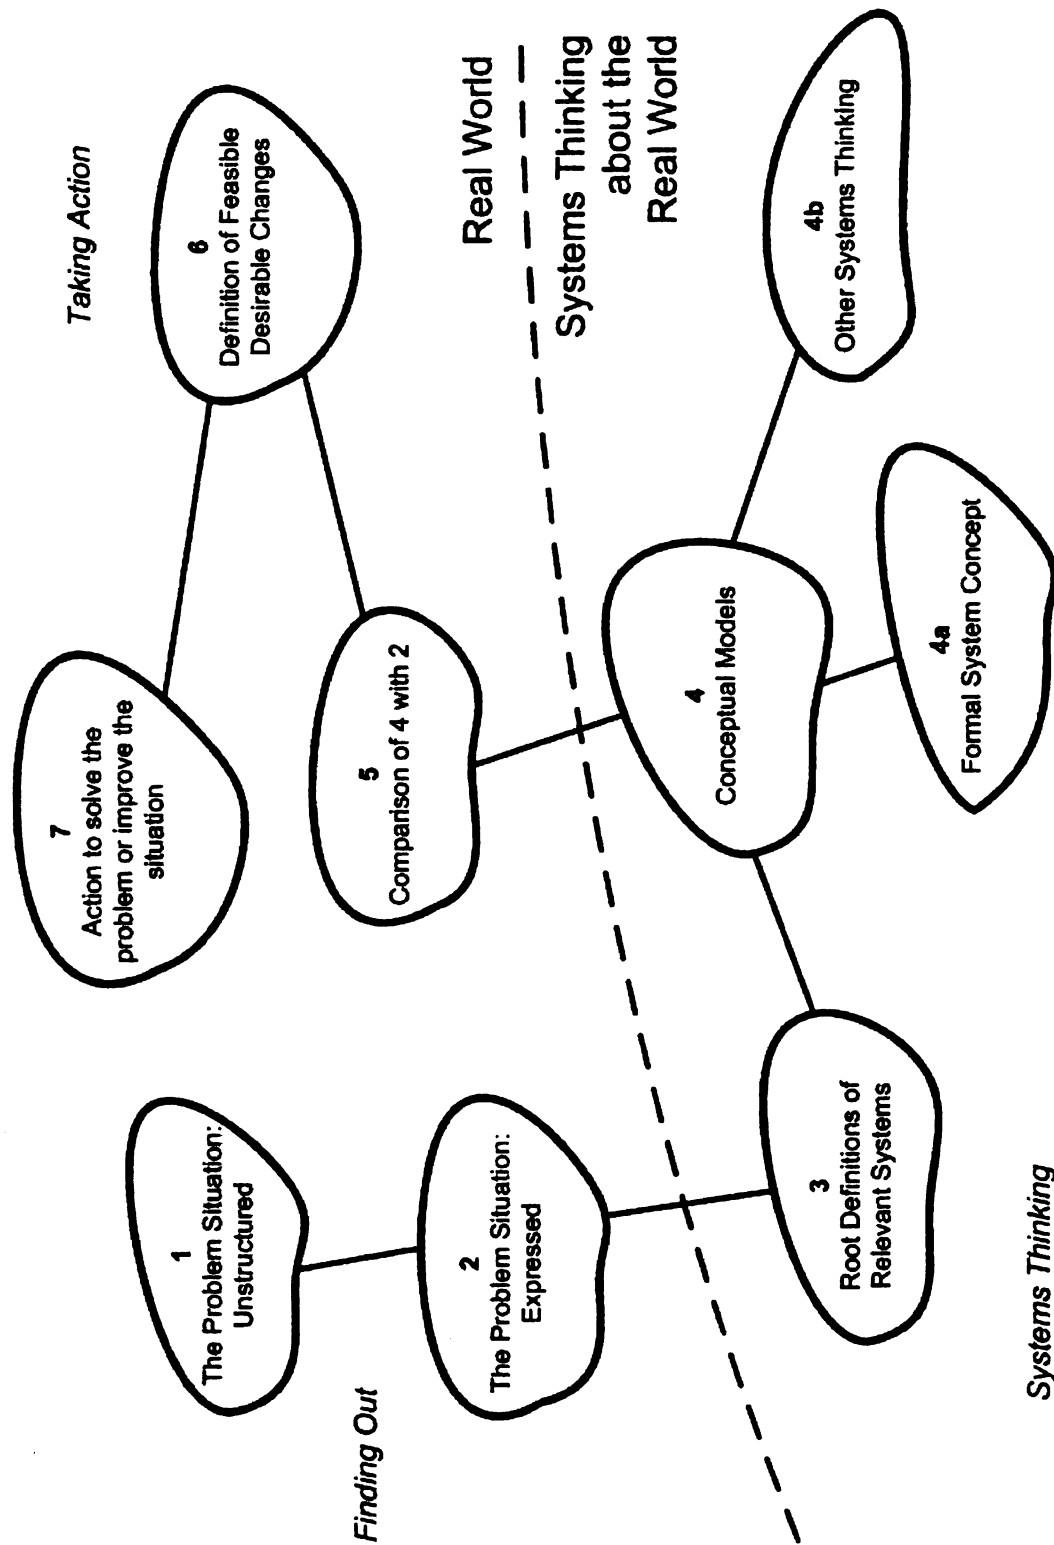 Taking Action
7
Action to solve the
problem or improve the
situation
6
Definition of Feasible
Desirable Changes
1
The Problem Situation:
Unstructured
5
Comparison of 4 with 2
Finding Out
2
The Problem Situation:
Expressed
Real World
Systems Thinking
about the
Real World
4
Conceptual Models
3
Root Definitions of
Relevant Systems
4b
Other Systems Thinking
4a
Formal System Concept
Systems Thinking